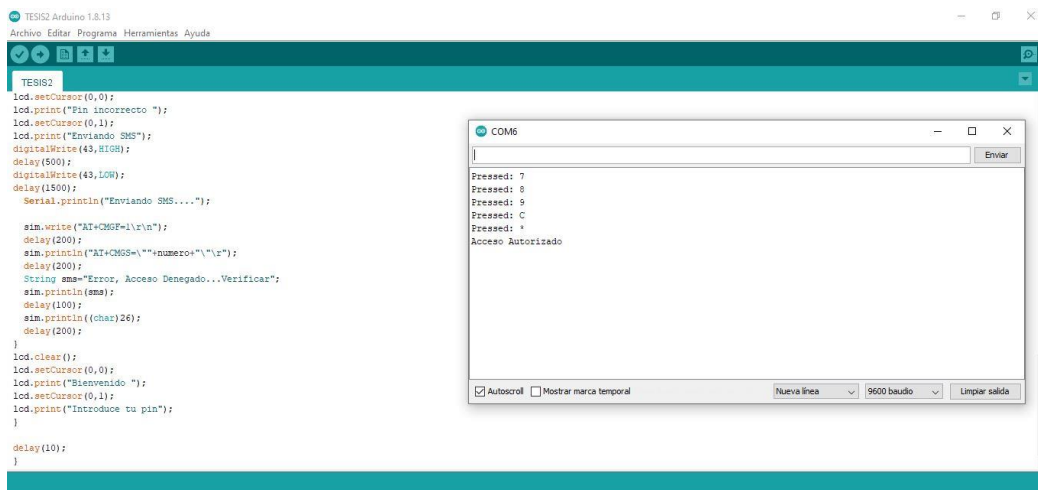 TESIS2 Arduino 1.8.13
Archivo Editar Programa Herramientas Ayuda
TESIS2
lcd.setCursor(0,0);
lcd.print("Pin incorrecto ");
lcd.setCursor(0,1);
lcd.print("Enviando SMS");
digitalWrite(43,HIGH);
delay(500);
digitalWrite(43,LOW);
delay(1500);
Serial.println("Enviando SMS....");
sim.write("AT+CMGF=1\r\n");
delay(200);
sim.println("AT+CMGS=\""+numero+"\"\r");
delay(200);
String sms="Error, Acceso Denegado...Verificar";
sim.println(sms);
delay(100);
sim.println((char)26);
delay(200);
}
lcd.clear();
lcd.setCursor(0,0);
lcd.print("Bienvenido ");
lcd.setCursor(0,1);
lcd.print("Introduce tu pin");
}
delay(10);
}
COM6
Enviar
Pressed: 7
Pressed: 8
Pressed: 9
Pressed: C
Pressed: *
Acceso Autorizado
Autoscroll Mostrar marca temporal Nueva línea 9600 baudio Limpiar salida